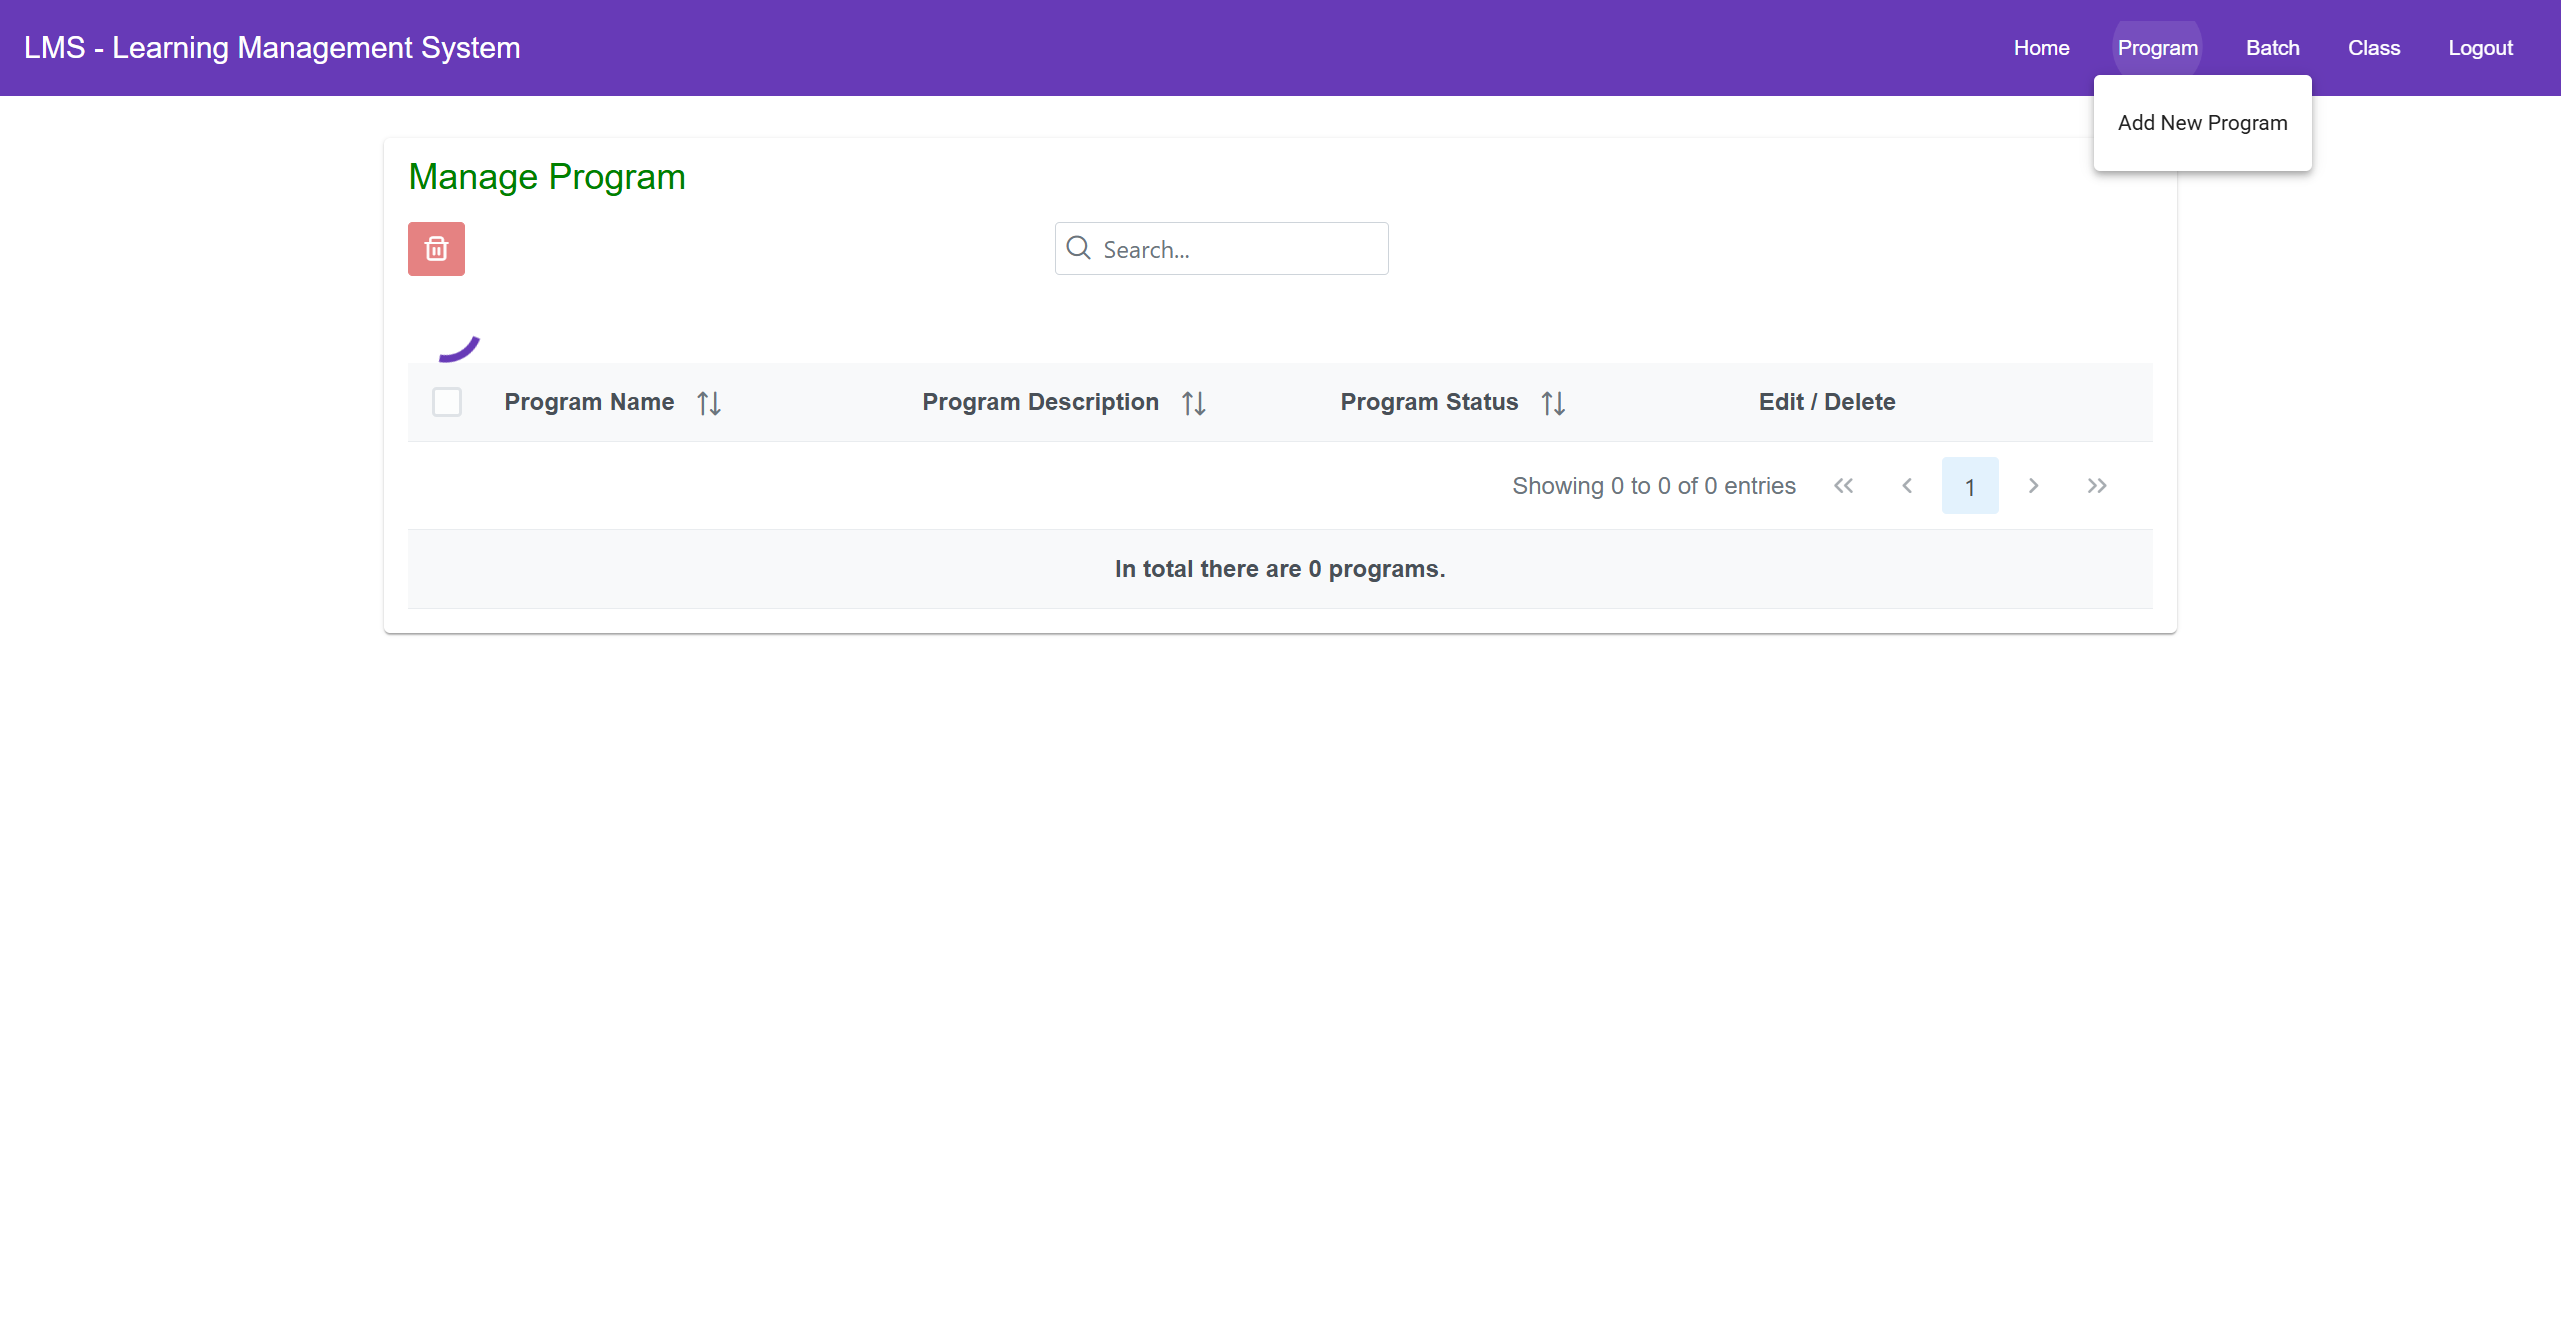 LMS - Learning Management System
Home Program Batch Class Logout
Add New Program
Manage Program
Search...
Program Name Program Description Program Status Edit / Delete
Showing 0 to 0 of 0 entries 1
In total there are 0 programs.